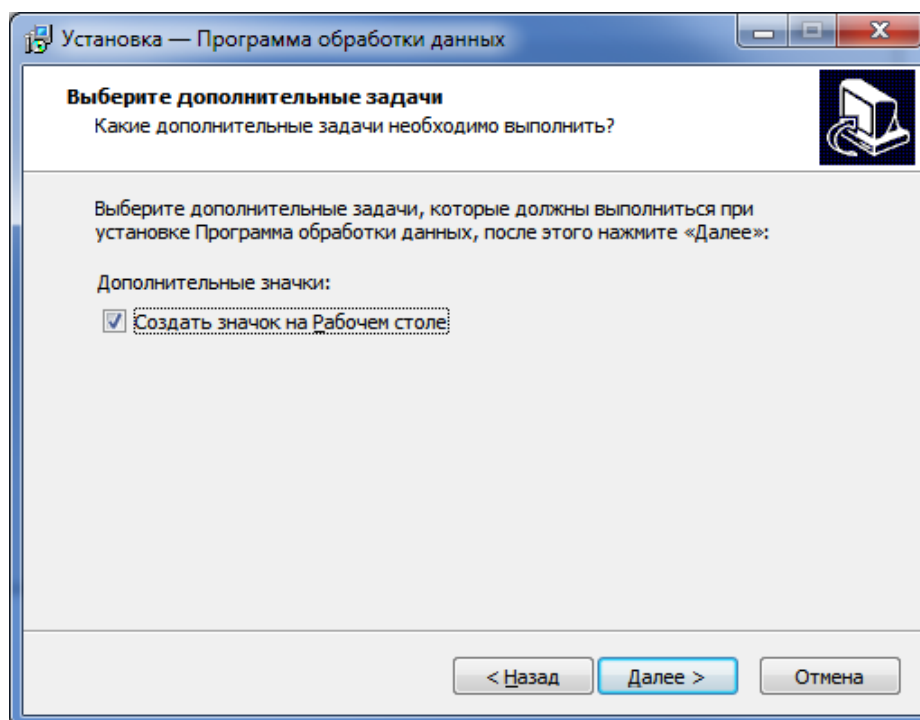 Установка — Программа обработки данных
Выберите дополнительные задачи
Какие дополнительные задачи необходимо выполнить?
Выберите дополнительные задачи, которые должны выполниться при
установке Программа обработки данных, после этого нажмите «Далее»:
Дополнительные значки:
Создать значок на Рабочем столе
< Назад
Далее >
Отмена